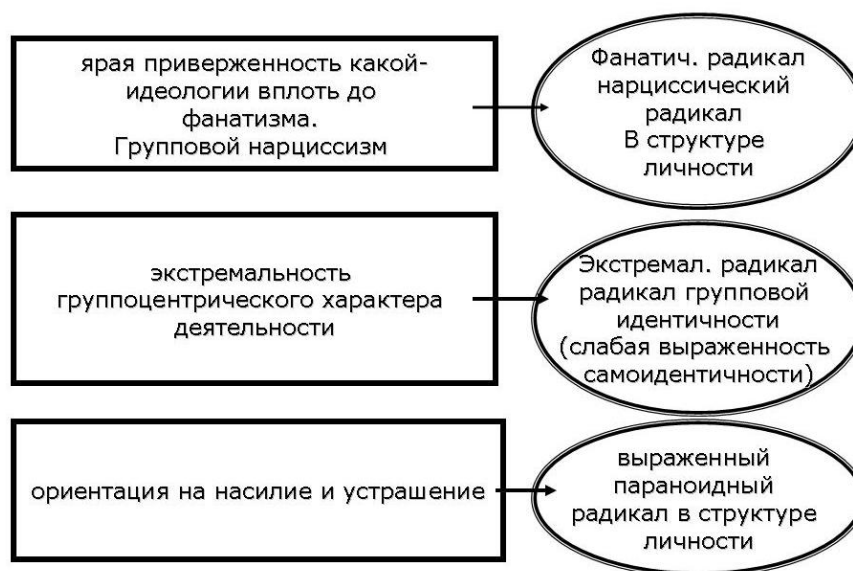 ярая приверженность какой-
идеологии вплоть до
фанатизма.
Групповой нарциссизм
Фанатич. радикал
нарциссический
радикал
В структуре
личности
экстремальность
группоцентрического характера
деятельности
Экстремал. радикал
радикал групповой
идентичности
(слабая выраженность
самоидентичности)
ориентация на насилие и устрашение
выраженный
параноидный
радикал в структуре
личности